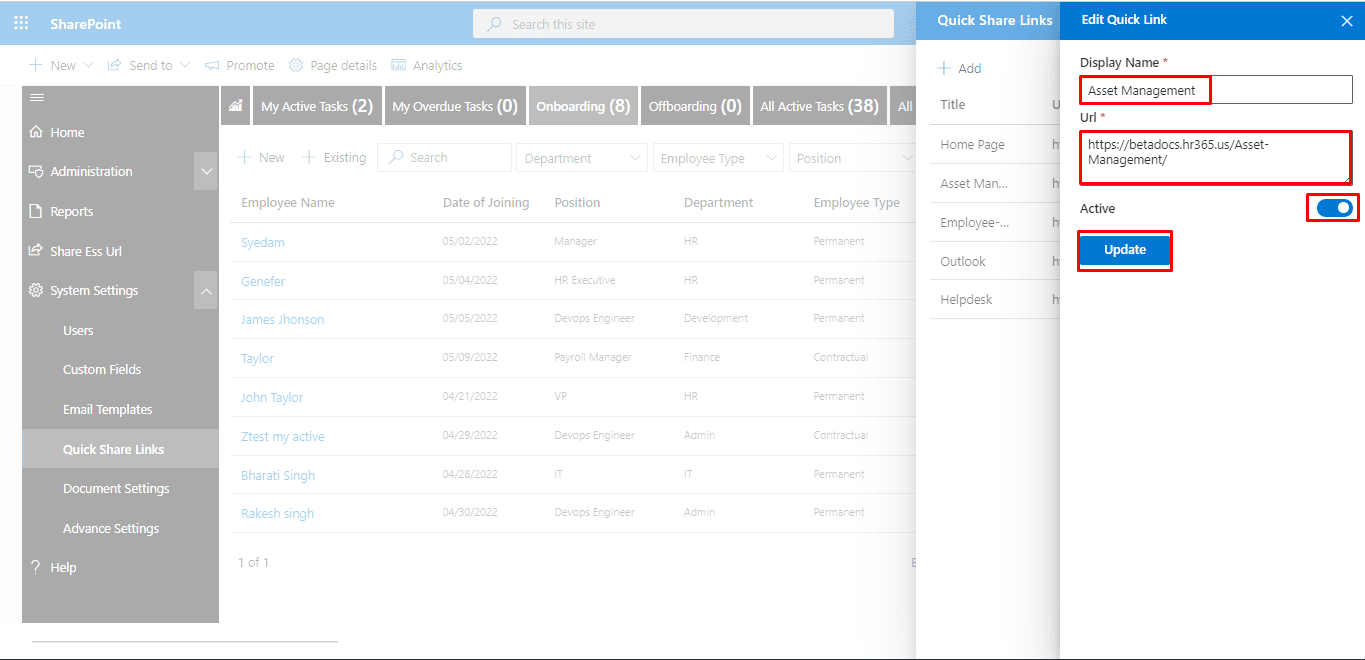 SharePoint
Search this site
New Send to Promote Page details Analytics
Home
Administration
Reports
Share Ess Url
System Settings
Users
Custom Fields
Email Templates
Quick Share Links
Document Settings
Advance Settings
? Help
My Active Tasks (2) My Overdue Tasks (0) Onboarding (8) Offboarding (0) All Active Tasks (38) All
New Existing Search Department Employee Type Position
Employee Name Date of Joining Position Department Employee Type
Syedam 05/02/2022 Manager HR Permanent
Genefer 05/04/2022 HR Executive HR Permanent
James Jhonson 05/05/2022 Devops Engineer Development Permanent
Taylor 05/09/2022 Payroll Manager Finance Contractual
John Taylor 04/21/2022 VP HR Permanent
Ztest my active 04/29/2022 Devops Engineer Admin Contractual
Bharati Singh 04/28/2022 IT IT Permanent
Rakesh singh 04/30/2022 Devops Engineer Admin Permanent
1 of 1
Quick Share Links
Add
Title
Home Page
Asset Man...
Employee-...
Outlook
Helpdesk
Edit Quick Link
Display Name *
Asset Management
Url *
https://betadocs.hr365.us/Asset-
Management/
Active
Update